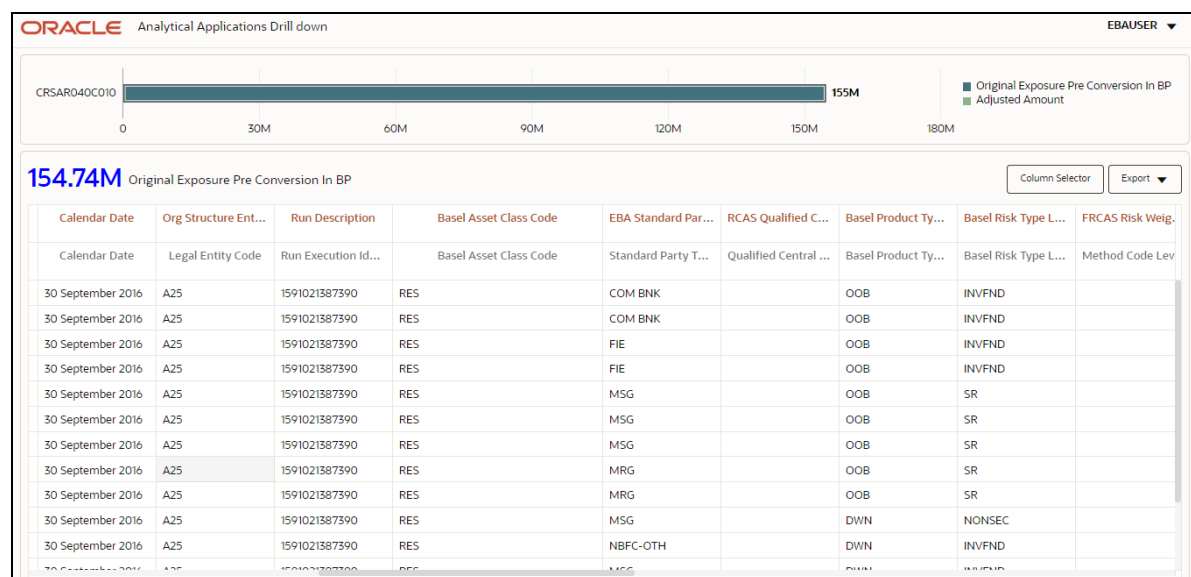 ORACLE Analytical Applications Drill down EBAUSER
CRSAR040C010 155M Original Exposure Pre Conversion In BP
Adjusted Amount
0 30M 60M 90M 120M 150M 180M
154.74M Original Exposure Pre Conversion In BP Column Selector Export
Calendar Date Org Structure Ent... Run Description Basel Asset Class Code EBA Standard Par... RCAS Qualified C... Basel Product Ty... Basel Risk Type L... FRCAS Risk Weig.
Calendar Date Legal Entity Code Run Execution Id... Basel Asset Class Code Standard Party T... Qualified Central ... Basel Product Ty... Basel Risk Type L... Method Code Lev
30 September 2016 A25 1591021387390 RES COM BNK OOB INVFND
30 September 2016 A25 1591021387390 RES COM BNK OOB INVFND
30 September 2016 A25 1591021387390 RES FIE OOB INVFND
30 September 2016 A25 1591021387390 RES FIE OOB INVFND
30 September 2016 A25 1591021387390 RES MSG OOB SR
30 September 2016 A25 1591021387390 RES MSG OOB SR
30 September 2016 A25 1591021387390 RES MSG OOB SR
30 September 2016 A25 1591021387390 RES MRG OOB SR
30 September 2016 A25 1591021387390 RES MRG OOB SR
30 September 2016 A25 1591021387390 RES MSG DWN NONSEC
30 September 2016 A25 1591021387390 RES NBFC-OTH DWN INVFND